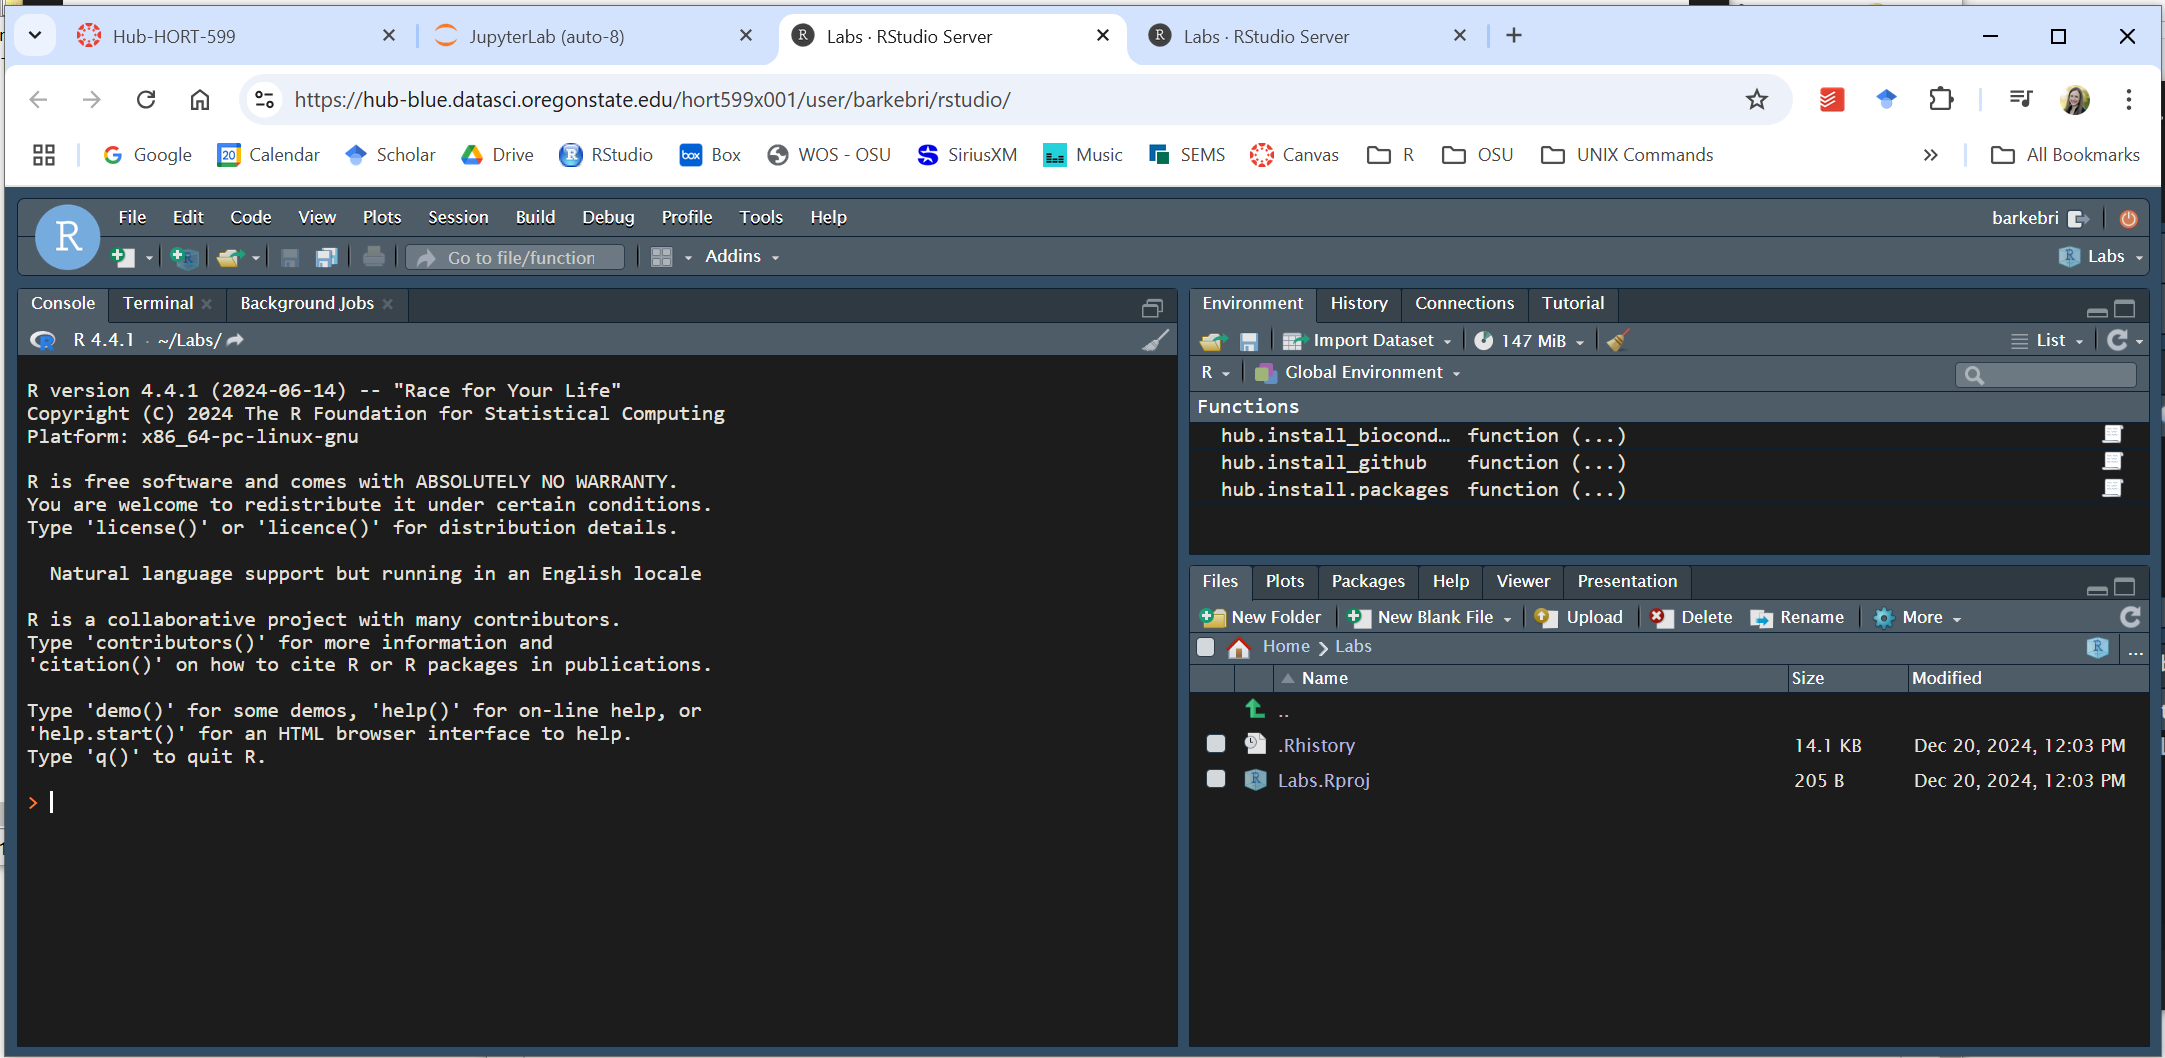 Hub-HORT-599
JupyterLab (auto-8)
Labs · RStudio Server
Labs · RStudio Server
https://hub-blue.datasci.oregonstate.edu/hort599x001/user/barkebri/rstudio/
Google
20
Calendar
Scholar
Drive
RStudio
box
Box
WOS - OSU
SiriusXM
Music
SEMS
Canvas
R
OSU
UNIX Commands
All Bookmarks
R
File Edit Code View Plots Session Build Debug Profile Tools Help
barkebri
Go to file/function
Addins
Labs
Console
Terminal
Background Jobs
R 4.4.1 · ~/Labs/
R version 4.4.1 (2024-06-14) -- "Race for Your Life"
Copyright (C) 2024 The R Foundation for Statistical Computing
Platform: x86_64-pc-linux-gnu
R is free software and comes with ABSOLUTELY NO WARRANTY.
You are welcome to redistribute it under certain conditions.
Type 'license()' or 'licence()' for distribution details.
Natural language support but running in an English locale
R is a collaborative project with many contributors.
Type 'contributors()' for more information and
'citation()' on how to cite R or R packages in publications.
Type 'demo()' for some demos, 'help()' for on-line help, or
'help.start()' for an HTML browser interface to help.
Type 'q()' to quit R.
>
Environment History Connections Tutorial
Import Dataset
147 MiB
List
R
Global Environment
Functions
hub.install_biocond… function (...)
hub.install_github function (...)
hub.install.packages function (...)
Files Plots Packages Help Viewer Presentation
New Folder New Blank File Upload Delete Rename More
Home Labs
...
Name Size Modified
..
.Rhistory 14.1 KB Dec 20, 2024, 12:03 PM
Labs.Rproj 205 B Dec 20, 2024, 12:03 PM